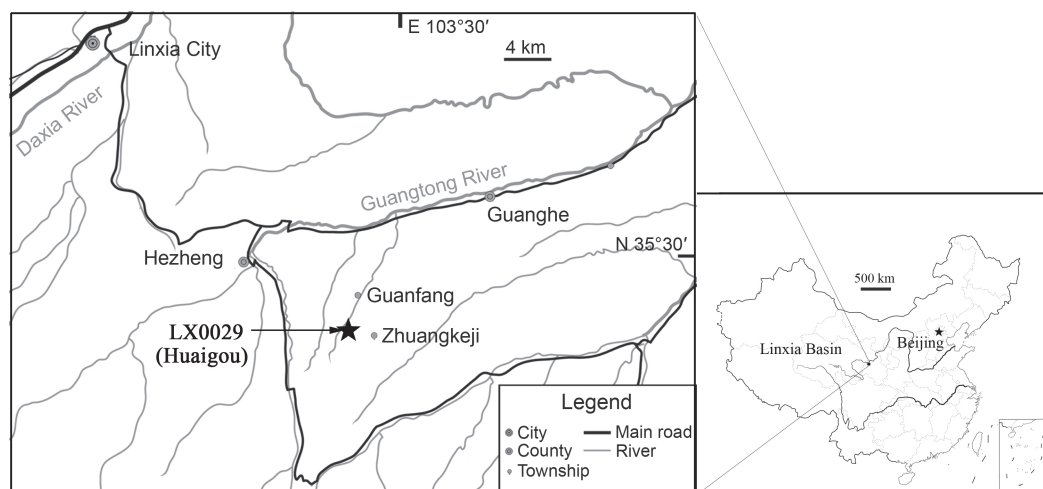 E 103°30′
4 km
Linxia City
Daxia River
Guangtong River
Guanghe
N 35°30′
Hezheng
Guanfang
LX0029
(Huaigou)
Zhuangkeji
Legend
City
Main road
County
River
Township
500 km
Beijing
Linxia Basin